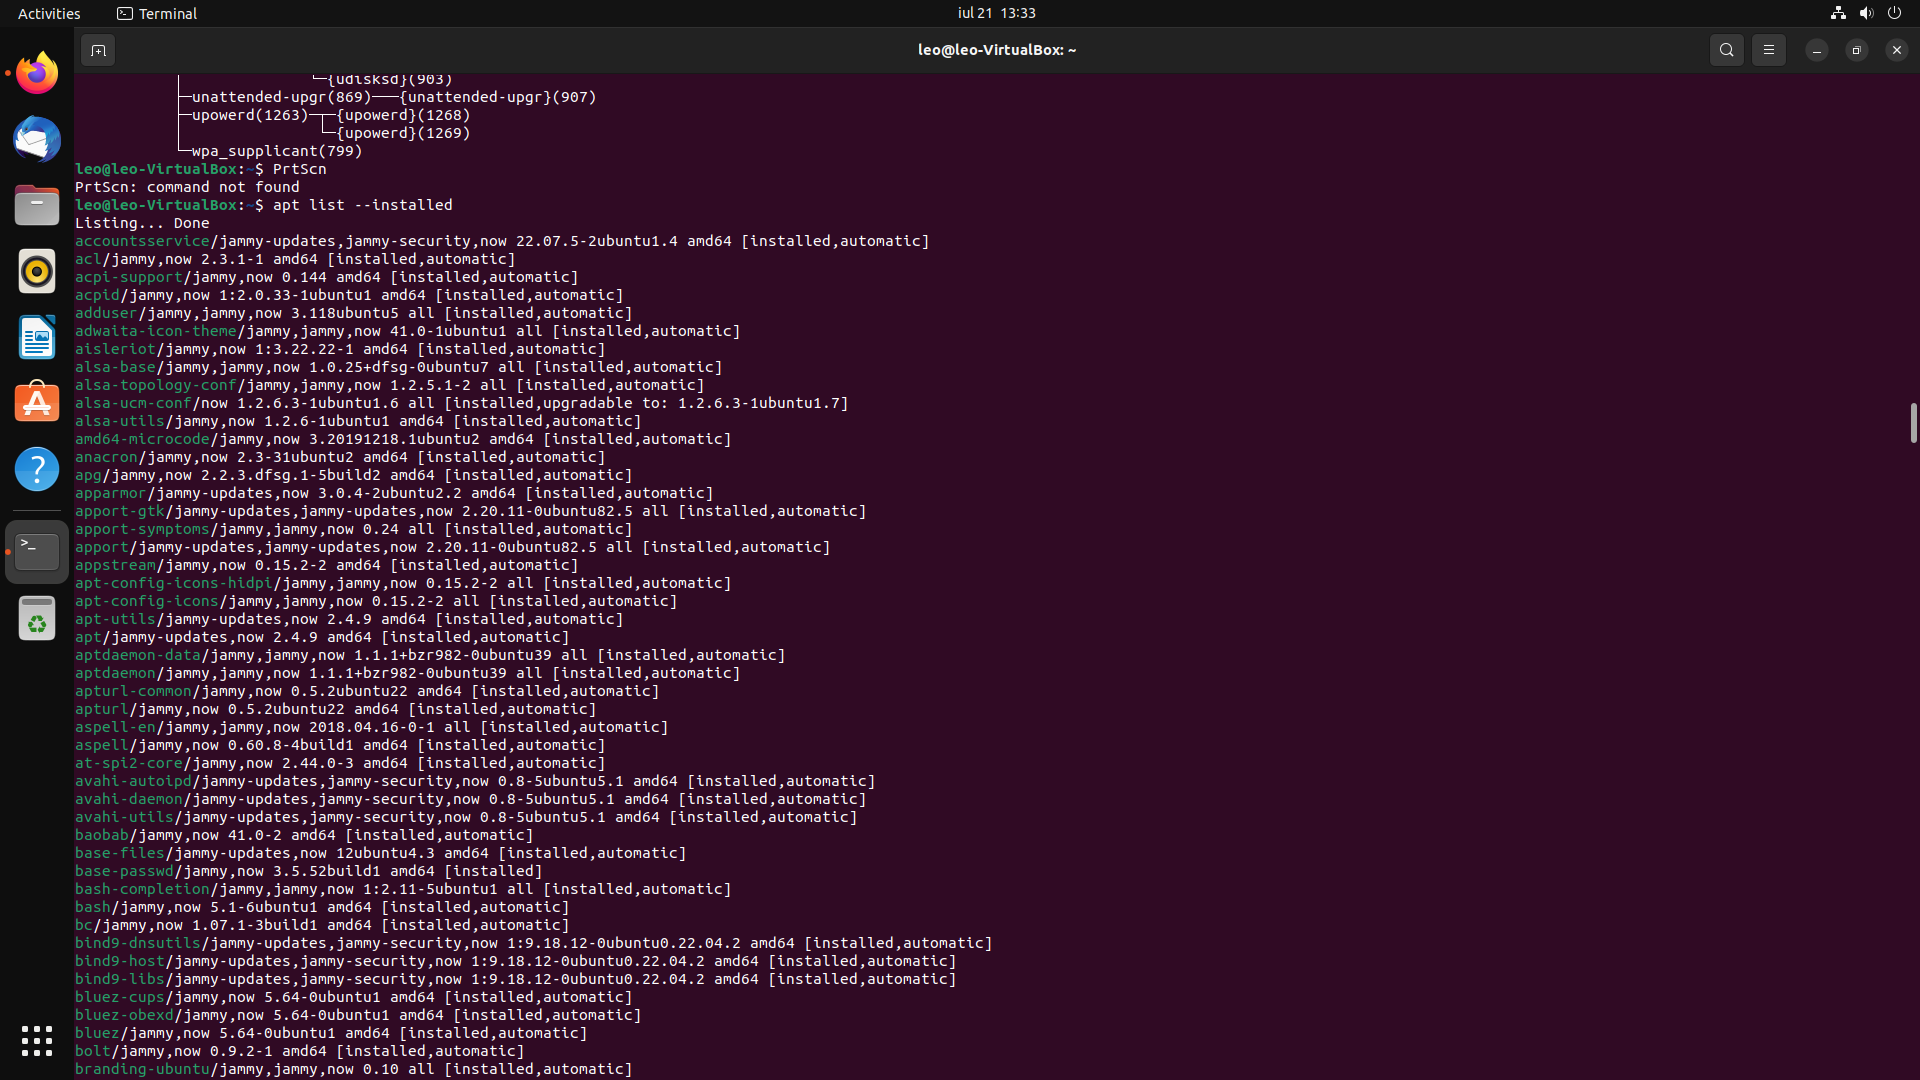 Activities
Terminal
iul 21 13:33
leo@leo-VirtualBox: ~
{udisksd}(903)
unattended-upgr(869)───{unattended-upgr}(907)
upowerd(1263)─┬─{upowerd}(1268)
{upowerd}(1269)
wpa_supplicant(799)
leo@leo-VirtualBox:~$ PrtScn
PrtScn: command not found
leo@leo-VirtualBox:~$ apt list --installed
Listing... Done
accountsservice/jammy-updates,jammy-security,now 22.07.5-2ubuntu1.4 amd64 [installed,automatic]
acl/jammy,now 2.3.1-1 amd64 [installed,automatic]
acpi-support/jammy,now 0.144 amd64 [installed,automatic]
acpid/jammy,now 1:2.0.33-1ubuntu1 amd64 [installed,automatic]
adduser/jammy,jammy,now 3.118ubuntu5 all [installed,automatic]
adwaita-icon-theme/jammy,jammy,now 41.0-1ubuntu1 all [installed,automatic]
aisleriot/jammy,now 1:3.22.22-1 amd64 [installed,automatic]
alsa-base/jammy,jammy,now 1.0.25+dfsg-0ubuntu7 all [installed,automatic]
alsa-topology-conf/jammy,jammy,now 1.2.5.1-2 all [installed,automatic]
alsa-ucm-conf/now 1.2.6.3-1ubuntu1.6 all [installed,upgradable to: 1.2.6.3-1ubuntu1.7]
alsa-utils/jammy,now 1.2.6-1ubuntu1 amd64 [installed,automatic]
amd64-microcode/jammy,now 3.20191218.1ubuntu2 amd64 [installed,automatic]
anacron/jammy,now 2.3-31ubuntu2 amd64 [installed,automatic]
apg/jammy,now 2.2.3.dfsg.1-5build2 amd64 [installed,automatic]
apparmor/jammy-updates,now 3.0.4-2ubuntu2.2 amd64 [installed,automatic]
apport-gtk/jammy-updates,jammy-updates,now 2.20.11-0ubuntu82.5 all [installed,automatic]
apport-symptoms/jammy,jammy,now 0.24 all [installed,automatic]
apport/jammy-updates,jammy-updates,now 2.20.11-0ubuntu82.5 all [installed,automatic]
appstream/jammy,now 0.15.2-2 amd64 [installed,automatic]
apt-config-icons-hidpi/jammy,jammy,now 0.15.2-2 all [installed,automatic]
apt-config-icons/jammy,jammy,now 0.15.2-2 all [installed,automatic]
apt-utils/jammy-updates,now 2.4.9 amd64 [installed,automatic]
apt/jammy-updates,now 2.4.9 amd64 [installed,automatic]
aptdaemon-data/jammy,jammy,now 1.1.1+bzr982-0ubuntu39 all [installed,automatic]
aptdaemon/jammy,jammy,now 1.1.1+bzr982-0ubuntu39 all [installed,automatic]
apturl-common/jammy,now 0.5.2ubuntu22 amd64 [installed,automatic]
apturl/jammy,now 0.5.2ubuntu22 amd64 [installed,automatic]
aspell-en/jammy,jammy,now 2018.04.16-0-1 all [installed,automatic]
aspell/jammy,now 0.60.8-4build1 amd64 [installed,automatic]
at-spi2-core/jammy,now 2.44.0-3 amd64 [installed,automatic]
avahi-autoipd/jammy-updates,jammy-security,now 0.8-5ubuntu5.1 amd64 [installed,automatic]
avahi-daemon/jammy-updates,jammy-security,now 0.8-5ubuntu5.1 amd64 [installed,automatic]
avahi-utils/jammy-updates,jammy-security,now 0.8-5ubuntu5.1 amd64 [installed,automatic]
baobab/jammy,now 41.0-2 amd64 [installed,automatic]
base-files/jammy-updates,now 12ubuntu4.3 amd64 [installed,automatic]
base-passwd/jammy,now 3.5.52build1 amd64 [installed]
bash-completion/jammy,jammy,now 1:2.11-5ubuntu1 all [installed,automatic]
bash/jammy,now 5.1-6ubuntu1 amd64 [installed,automatic]
bc/jammy,now 1.07.1-3build1 amd64 [installed,automatic]
bind9-dnsutils/jammy-updates,jammy-security,now 1:9.18.12-0ubuntu0.22.04.2 amd64 [installed,automatic]
bind9-host/jammy-updates,jammy-security,now 1:9.18.12-0ubuntu0.22.04.2 amd64 [installed,automatic]
bind9-libs/jammy-updates,jammy-security,now 1:9.18.12-0ubuntu0.22.04.2 amd64 [installed,automatic]
bluez-cups/jammy,now 5.64-0ubuntu1 amd64 [installed,automatic]
bluez-obexd/jammy,now 5.64-0ubuntu1 amd64 [installed,automatic]
bluez/jammy,now 5.64-0ubuntu1 amd64 [installed,automatic]
bolt/jammy,now 0.9.2-1 amd64 [installed,automatic]
branding-ubuntu/jammy,jammy,now 0.10 all [installed,automatic]